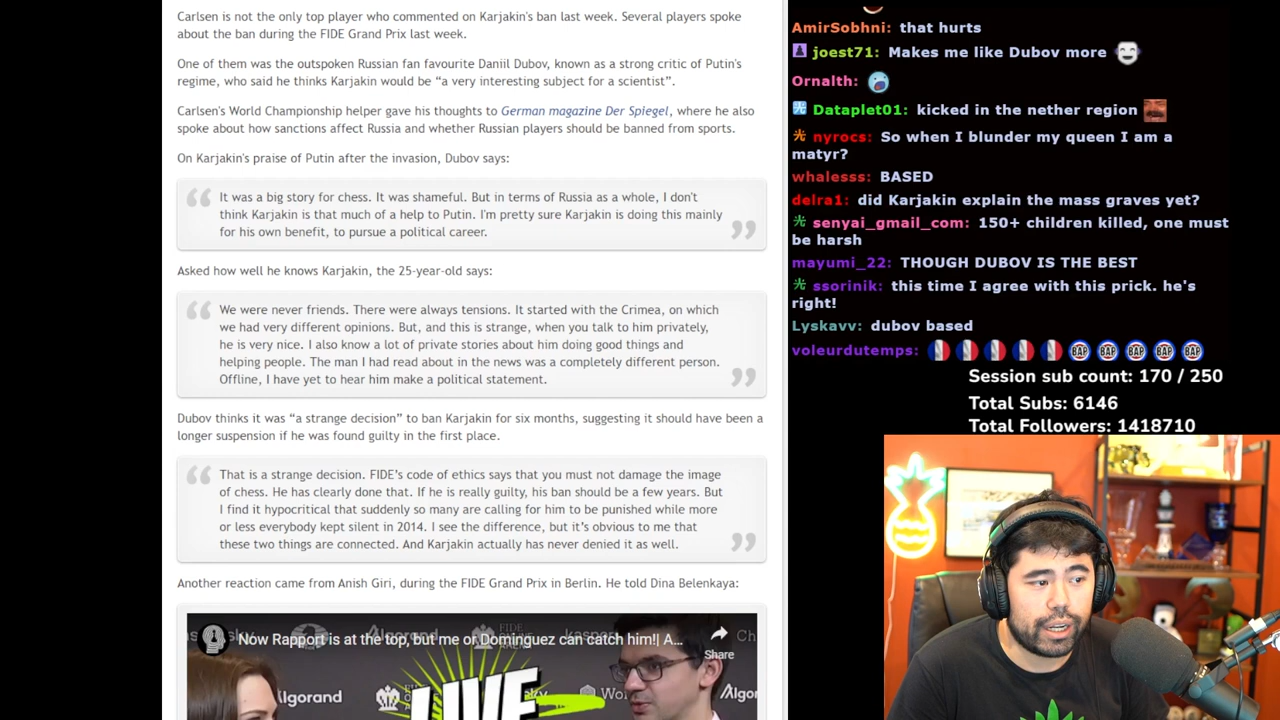 Carlsen is not the only top player who commented on Karjakin's ban last week. Several players spoke
about the ban during the FIDE Grand Prix last week.
One of them was the outspoken Russian fan favourite Daniil Dubov, known as a strong critic of Putin's
regime, who said he thinks Karjakin would be “a very interesting subject for a scientist”.
Carlsen's World Championship helper gave his thoughts to German magazine Der Spiegel, where he also
spoke about how sanctions affect Russia and whether Russian players should be banned from sports.
On Karjakin's praise of Putin after the invasion, Dubov says:
It was a big story for chess. It was shameful. But in terms of Russia as a whole, I don't
think Karjakin is that much of a help to Putin. I'm pretty sure Karjakin is doing this mainly
for his own benefit, to pursue a political career.
Asked how well he knows Karjakin, the 25-year-old says:
We were never friends. There were always tensions. It started with the Crimea, on which
we had very different opinions. But, and this is strange, when you talk to him privately,
he is very nice. I also know a lot of private stories about him doing good things and
helping people. The man I had read about in the news was a completely different person.
Offline, I have yet to hear him make a political statement.
Dubov thinks it was “a strange decision” to ban Karjakin for six months, suggesting it should have been a
longer suspension if he was found guilty in the first place.
That is a strange decision. FIDE’s code of ethics says that you must not damage the image
of chess. He has clearly done that. If he is really guilty, his ban should be a few years. But
I find it hypocritical that suddenly so many are calling for him to be punished while more
or less everybody kept silent in 2014. I see the difference, but it’s obvious to me that
these two things are connected. And Karjakin actually has never denied it as well.
Another reaction came from Anish Giri, during the FIDE Grand Prix in Berlin. He told Dina Belenkaya:
Now Rapport is at the top, but me or Dominguez can catch him!| A...
Share
Algorand
LIVE
AmirSobhni: that hurts
joest71: Makes me like Dubov more
Ornalth:
Dataplet01: kicked in the nether region
nyrocs: So when I blunder my queen I am a
matyr?
whalesss: BASED
delra1: did Karjakin explain the mass graves yet?
senyai_gmail_com: 150+ children killed, one must
be harsh
mayumi_22: THOUGH DUBOV IS THE BEST
ssorinik: this time I agree with this prick. he's
right!
Lyskavv: dubov based
voleurdutemps: BAP BAP BAP BAP BAP
Session sub count: 170 / 250
Total Subs: 6146
Total Followers: 1418710